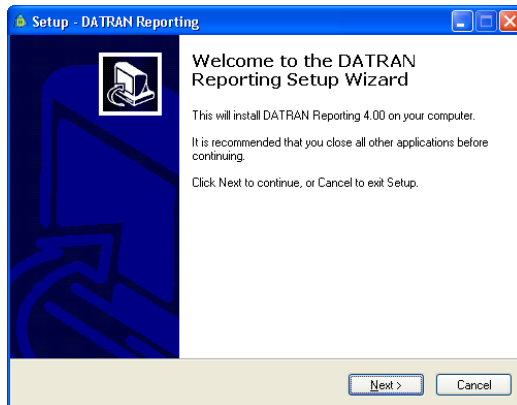 Setup - DATRAN Reporting
Welcome to the DATRAN
Reporting Setup Wizard
This will install DATRAN Reporting 4.00 on your computer.
It is recommended that you close all other applications before
continuing.
Click Next to continue, or Cancel to exit Setup.
Next >
Cancel